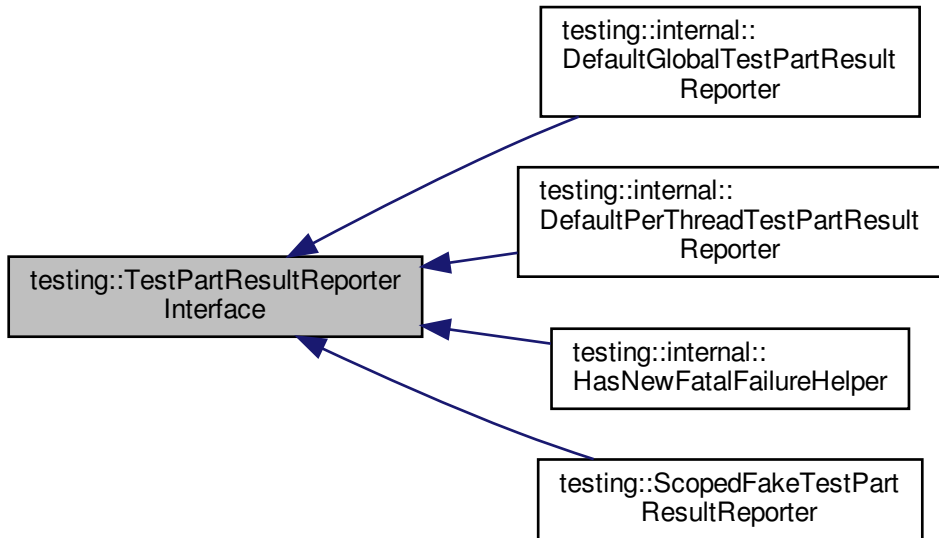 testing::internal::
DefaultGlobalTestPartResult
Reporter
testing::internal::
DefaultPerThreadTestPartResult
Reporter
testing::TestPartResultReporter
Interface
testing::internal::
HasNewFatalFailureHelper
testing::ScopedFakeTestPart
ResultReporter